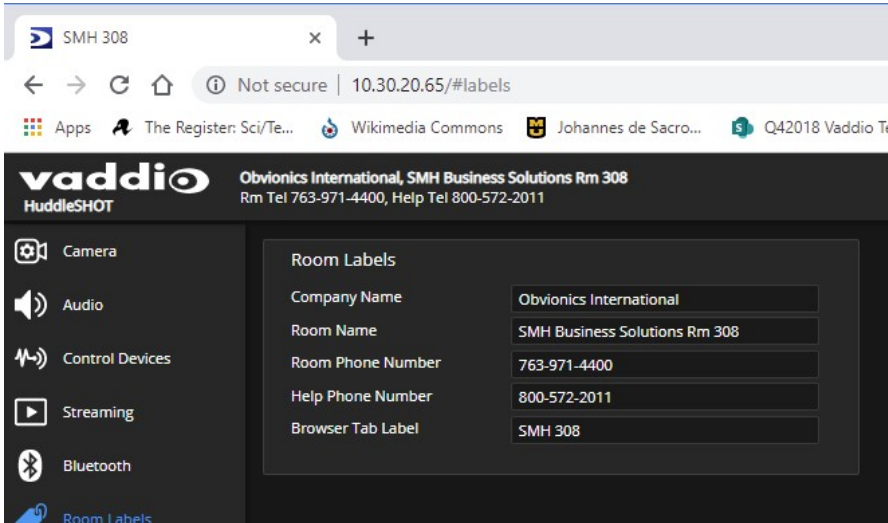 SMH 308
Not secure | 10.30.20.65/#labels
Apps The Register: Sci/Te... Wikimedia Commons Johannes de Sacro... Q42018 Vaddio Te
vaddio
HuddleSHOT
Obvionics International, SMH Business Solutions Rm 308
Rm Tel 763-971-4400, Help Tel 800-572-2011
Camera
Audio
Control Devices
Streaming
Bluetooth
Room Labels
Room Labels
Company Name Obvionics International
Room Name SMH Business Solutions Rm 308
Room Phone Number 763-971-4400
Help Phone Number 800-572-2011
Browser Tab Label SMH 308